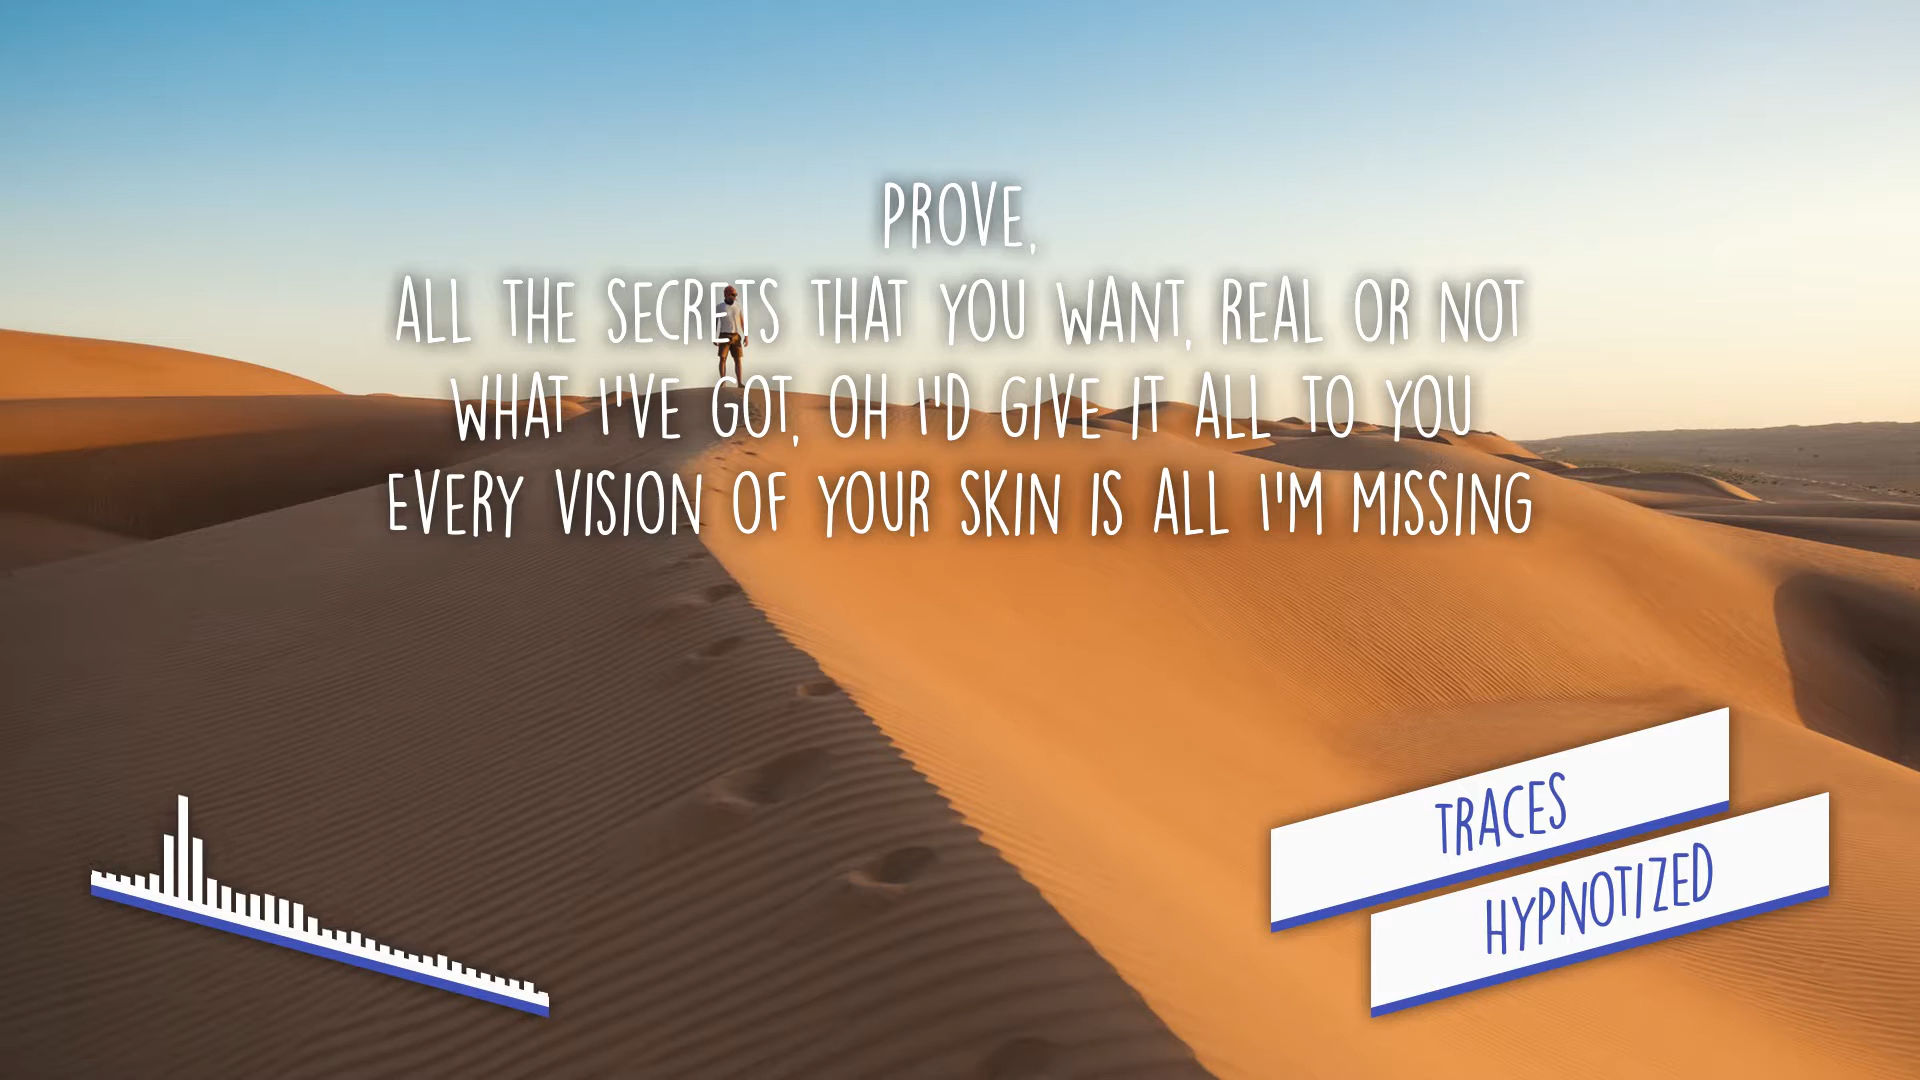 PROVE,
ALL THE SECRETS THAT YOU WANT, REAL OR NOT
WHAT I'VE GOT, OH I'D GIVE IT ALL TO YOU
EVERY VISION OF YOUR SKIN IS ALL I'M MISSING
TRACES
HYPNOTIZED